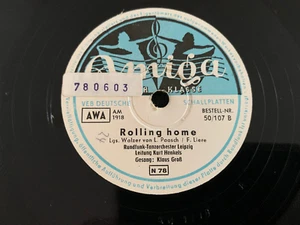 Amiga
KLASSE
780603
VEB DEUTSCHE SCHALLPLATTEN
AWA
AM
1918
BESTELL-NR.
50/107 B
Rolling home
Lgs. Walzer von L. Paasch / F. Liere
Rundfunk-Tanzorchester Leipzig
Leitung Kurt Henkels
Gesang: Klaus Groß
N 78